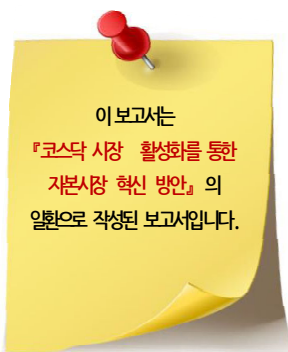 이 보고서는
『코스닥 시장 활성화를 통한
자본시장 혁신 방안』의
일환으로 작성된 보고서입니다.